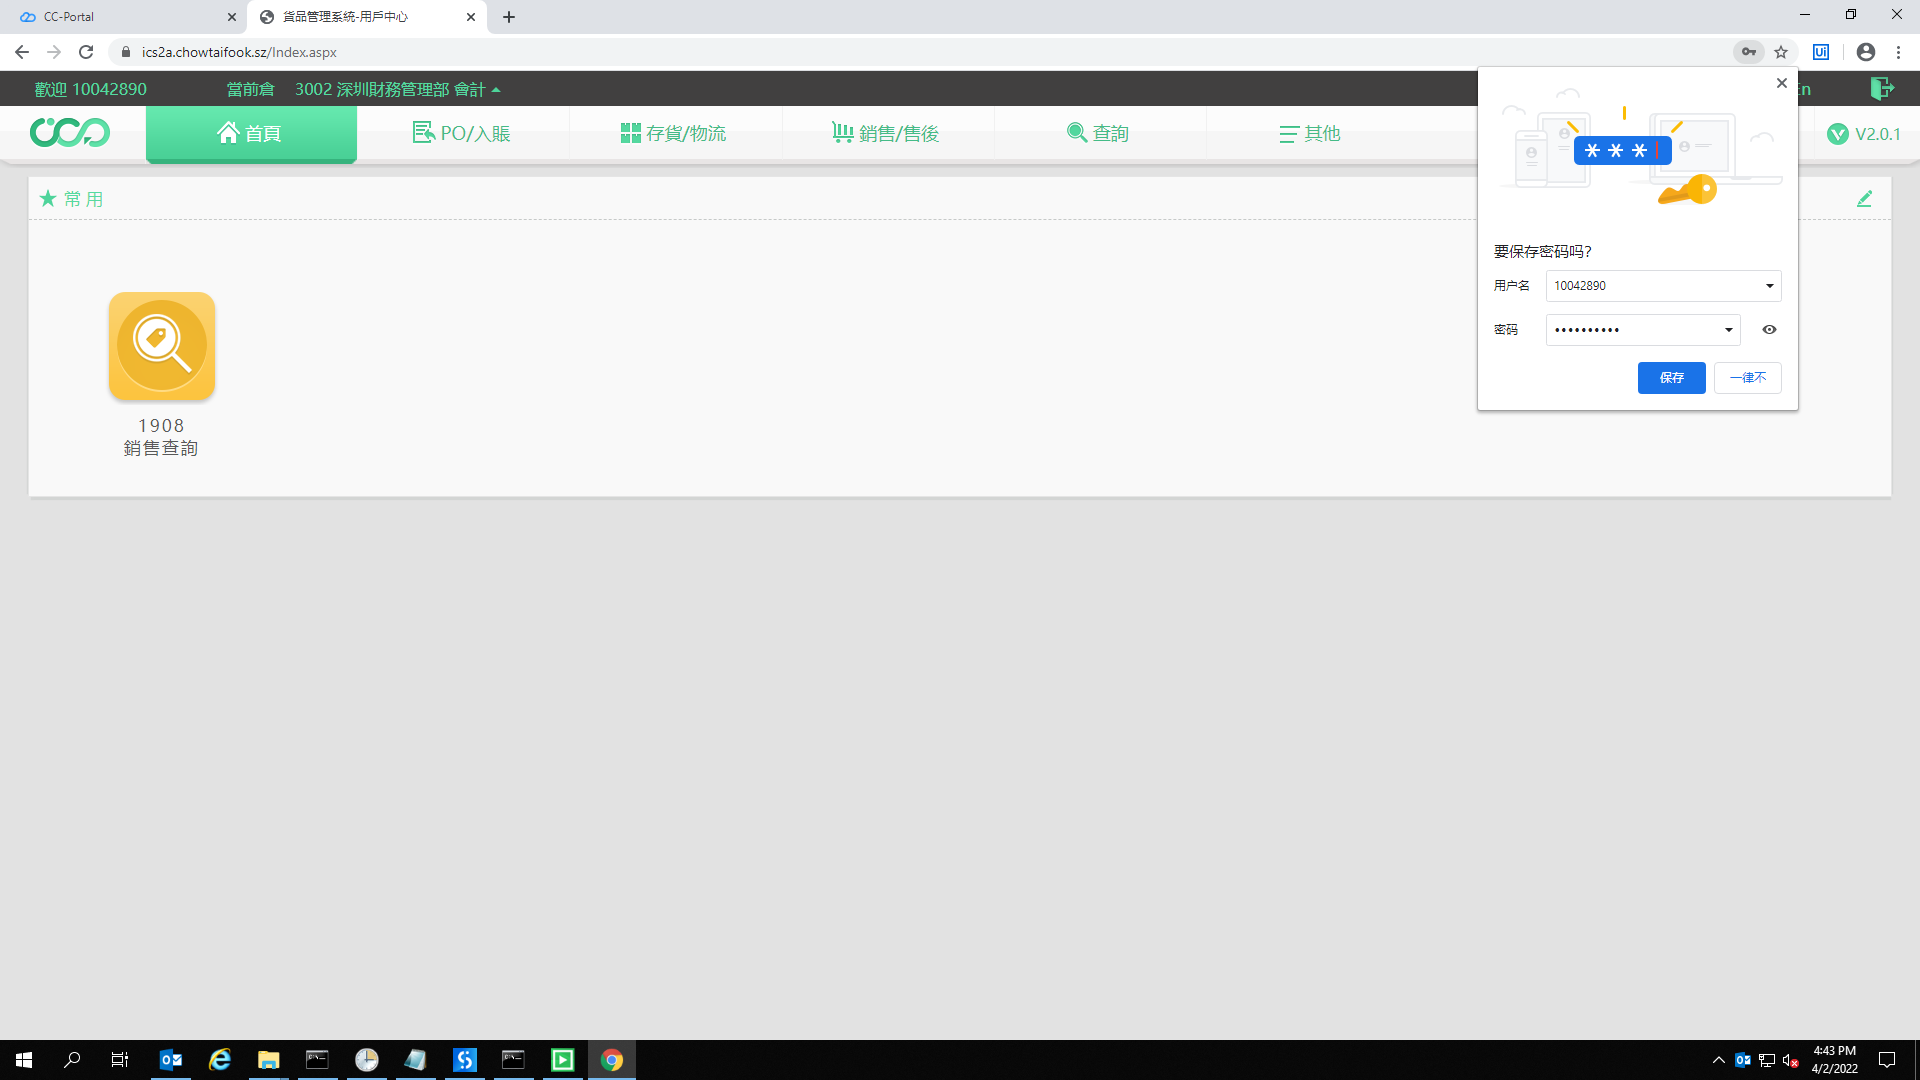 CC-Portal
貨品管理系统-用戶中心
ics2a.chowtaifook.sz/Index.aspx
歡迎 10042890
當前倉
3002 深圳財務管理部 會計
En
首頁
PO/入賬
存貨/物流
銷售/售後
查詢
其他
V2.0.1
常用
1908
銷售查詢
* * *
要保存密码吗？
用户名
10042890
密码
••••••••••
保存
一律不
4:43 PM
4/2/2022